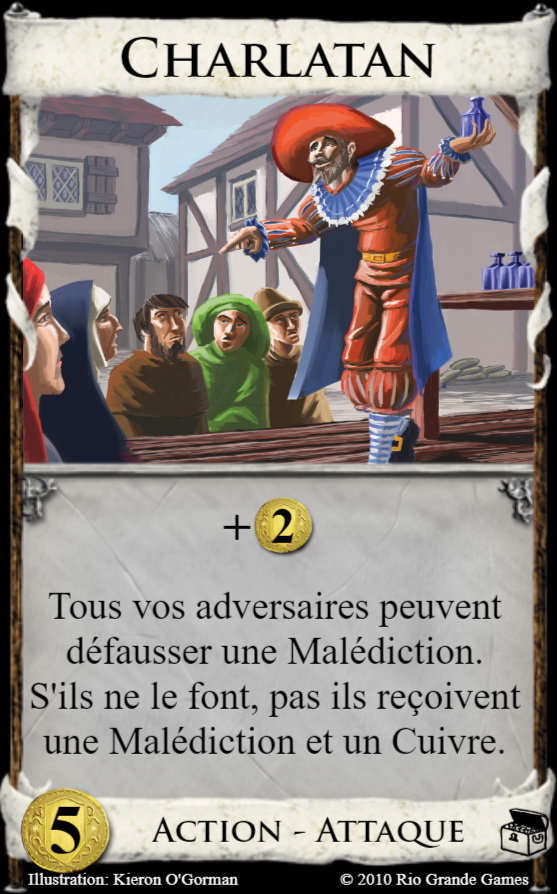 CHARLATAN
+2
Tous vos adversaires peuvent
défausser une Malédiction.
S'ils ne le font, pas ils reçoivent
une Malédiction et un Cuivre.
5 ACTION - ATTAQUE
Illustration: Kieron O'Gorman © 2010 Rio Grande Games